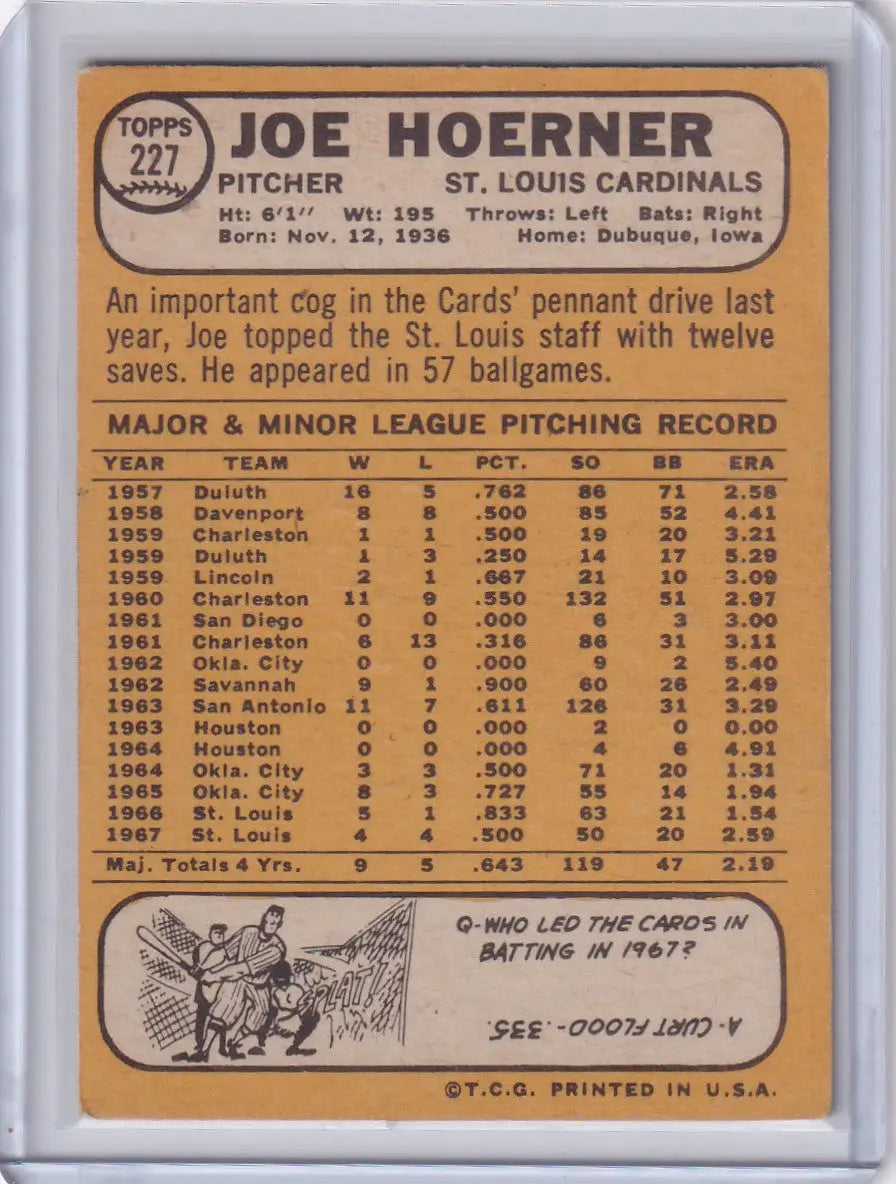 TOPPS
227
JOE HOERNER
PITCHER ST. LOUIS CARDINALS
Ht: 6'1" Wt: 195 Throws: Left Bats: Right
Born: Nov. 12, 1936 Home: Dubuque, Iowa
An important cog in the Cards' pennant drive last
year, Joe topped the St. Louis staff with twelve
saves. He appeared in 57 ballgames.
MAJOR & MINOR LEAGUE PITCHING RECORD
YEAR TEAM W L PCT. SO BB ERA
1957 Duluth 16 5 .762 86 71 2.58
1958 Davenport 8 8 .500 85 52 4.41
1959 Charleston 1 1 .500 19 20 3.21
1959 Duluth 1 3 .250 14 17 5.29
1959 Lincoln 2 1 .667 21 10 3.09
1960 Charleston 11 9 .550 132 51 2.97
1961 San Diego 0 0 .000 6 3 3.00
1961 Charleston 6 13 .316 86 31 3.11
1962 Okla. City 0 0 .000 9 2 5.40
1962 Savannah 9 1 .900 60 26 2.49
1963 San Antonio 11 7 .611 126 31 3.29
1963 Houston 0 0 .000 2 0 0.00
1964 Houston 0 0 .000 4 6 4.91
1964 Okla. City 3 3 .500 71 20 1.31
1965 Okla. City 8 3 .727 55 14 1.94
1966 St. Louis 5 1 .833 63 21 1.54
1967 St. Louis 4 4 .500 50 20 2.59
Maj. Totals 4 Yrs. 9 5 .643 119 47 2.19
SPLAT!
Q-WHO LED THE CARDS IN
BATTING IN 1967?
A-CURT FLOOD-.335.
©T.C.G. PRINTED IN U.S.A.